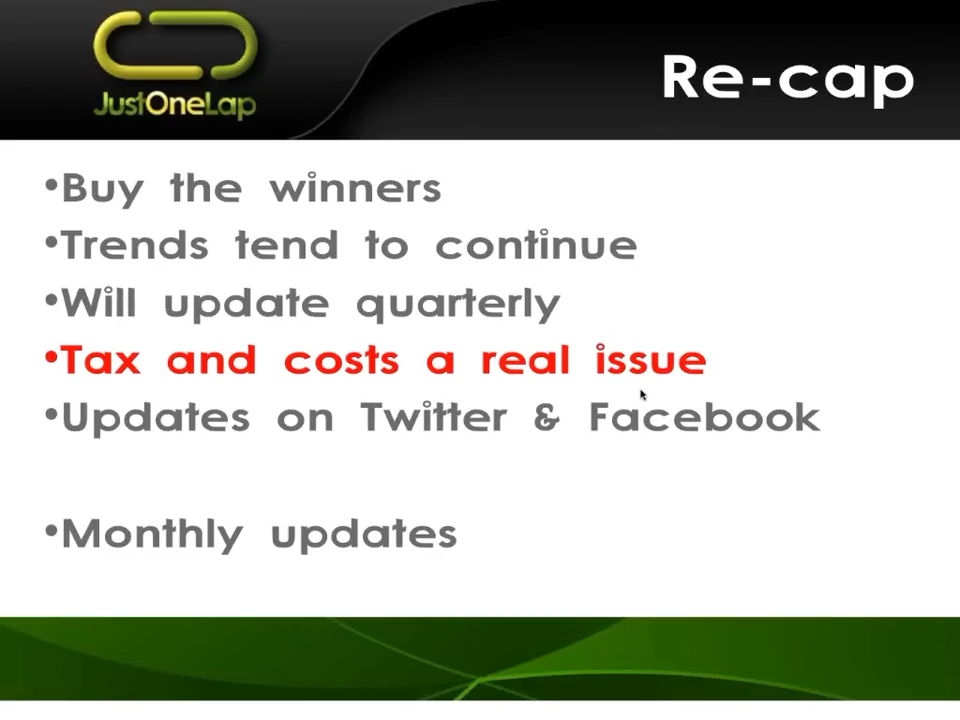 JustOneLap
Re-cap
•Buy the winners
•Trends tend to continue
•Will update quarterly
•Tax and costs a real issue
•Updates on Twitter & Facebook
•Monthly updates